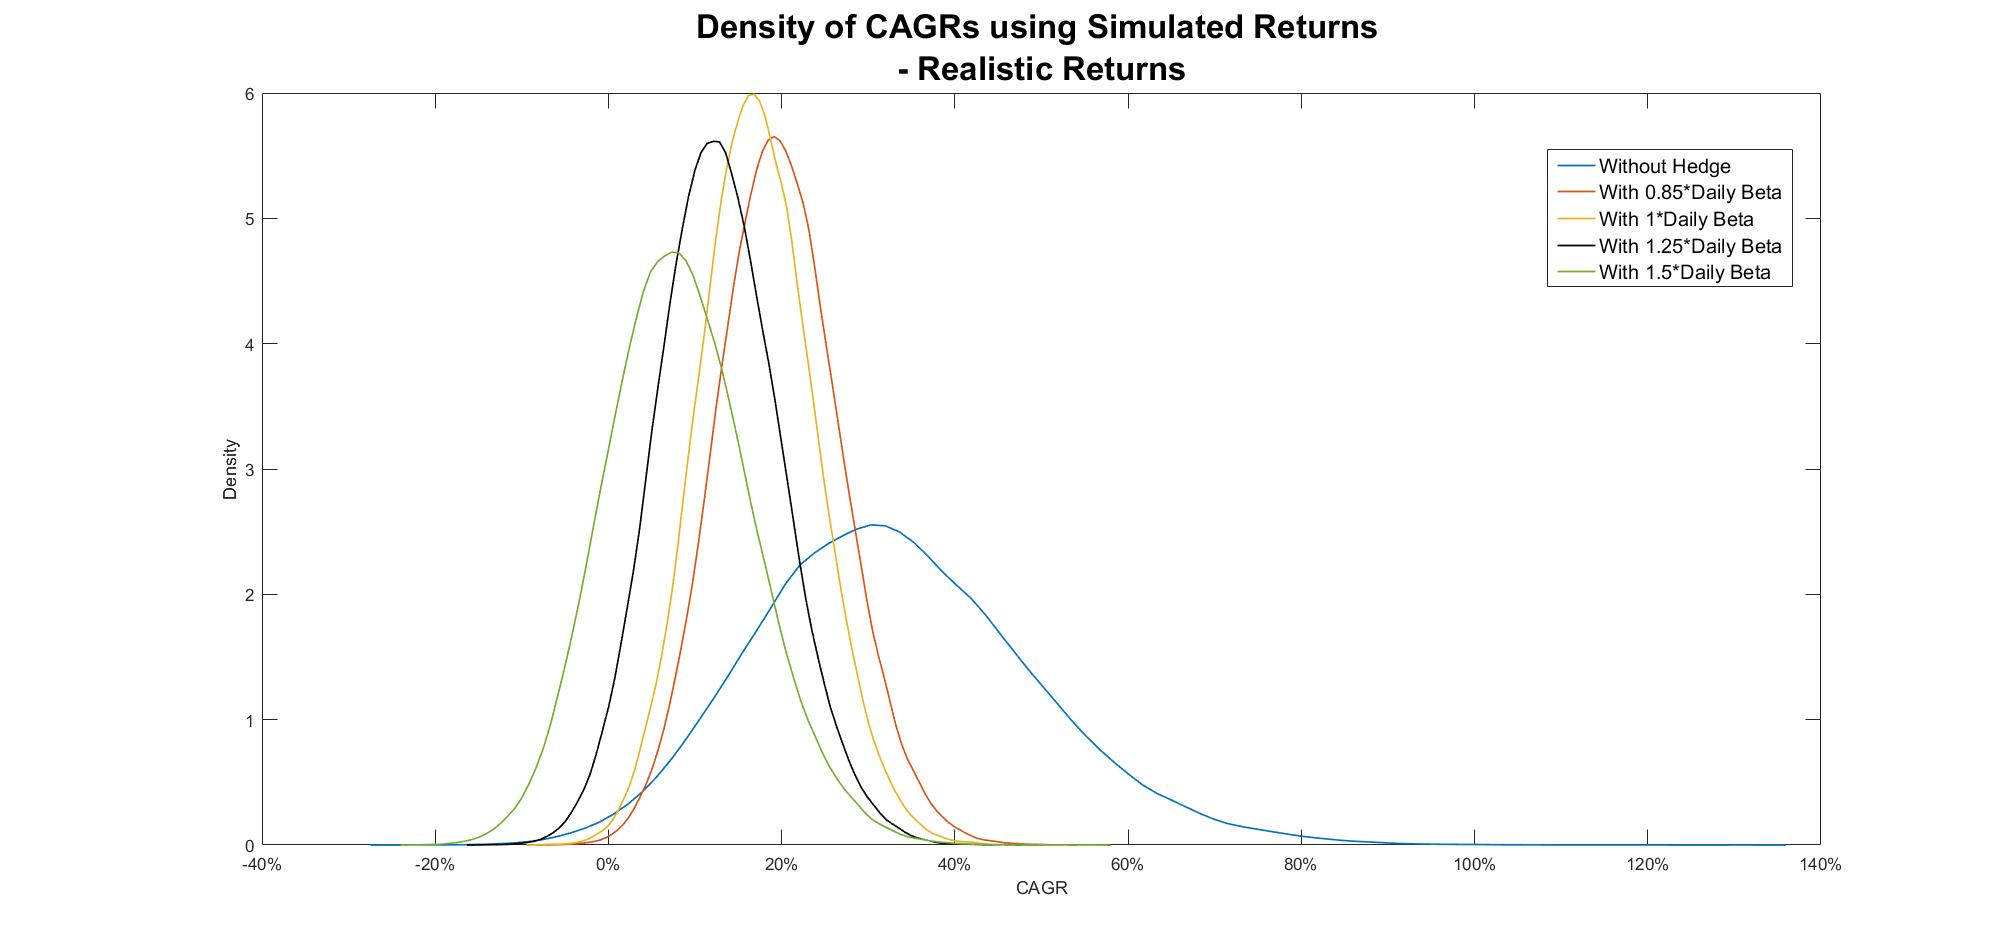 Density of CAGRs using Simulated Returns
- Realistic Returns
6
5
4
3
2
1
0
Density
Without Hedge
With 0.85*Daily Beta
With 1*Daily Beta
With 1.25*Daily Beta
With 1.5*Daily Beta
-40% -20% 0% 20% 40% 60% 80% 100% 120% 140%
CAGR